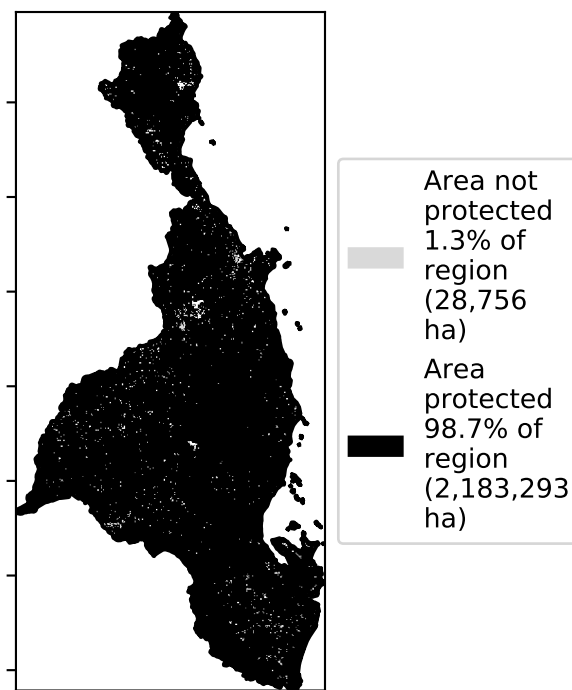 Area not
protected
1.3% of
region
(28,756
ha)
Area
protected
98.7% of
region
(2,183,293
ha)